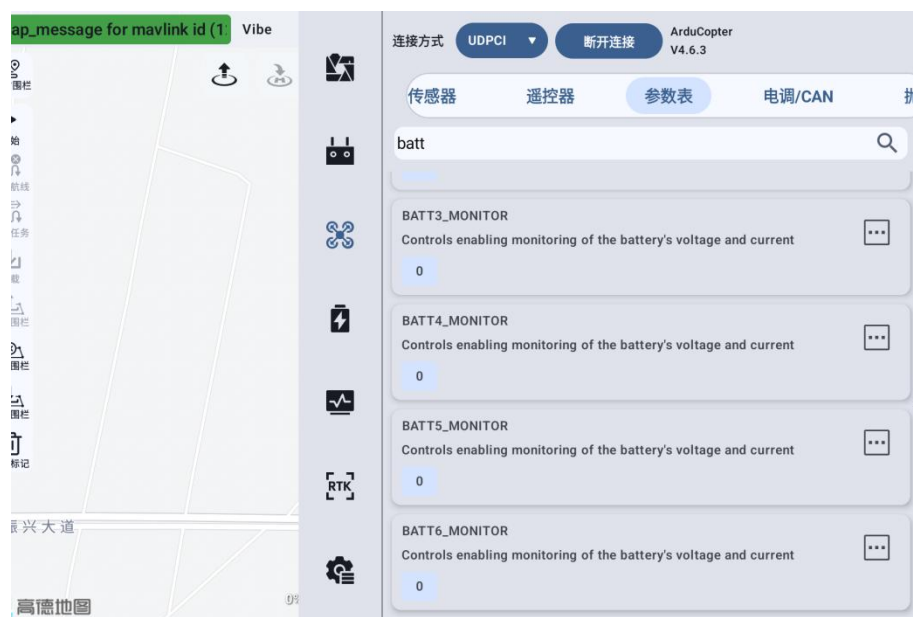 ap_message for mavlink id (1
Vibe
围栏
始
航线
任务
载
围栏
围栏
围栏
标记
振兴大道
高德地图
连接方式
UDPCI
断开连接
ArduCopter
V4.6.3
传感器
遥控器
参数表
电调/CAN
batt
BATT3_MONITOR
Controls enabling monitoring of the battery's voltage and current
0
BATT4_MONITOR
Controls enabling monitoring of the battery's voltage and current
0
BATT5_MONITOR
Controls enabling monitoring of the battery's voltage and current
0
BATT6_MONITOR
Controls enabling monitoring of the battery's voltage and current
0
RTK